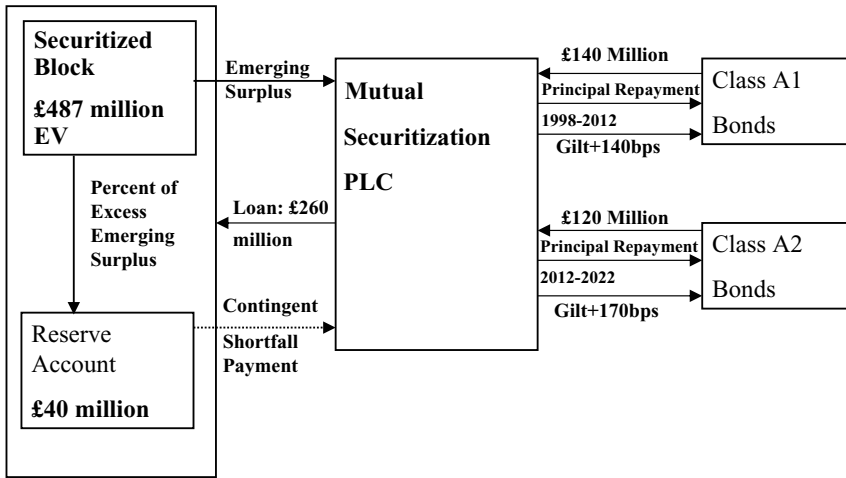 Securitized
Block
£487 million
EV
Emerging
Surplus
Percent of
Excess
Emerging
Surplus
Reserve
Account
£40 million
Loan: £260
million
Contingent
Shortfall
Payment
Mutual
Securitization
PLC
£140 Million
Principal Repayment
1998-2012
Gilt+140bps
Class A1
Bonds
£120 Million
Principal Repayment
2012-2022
Gilt+170bps
Class A2
Bonds